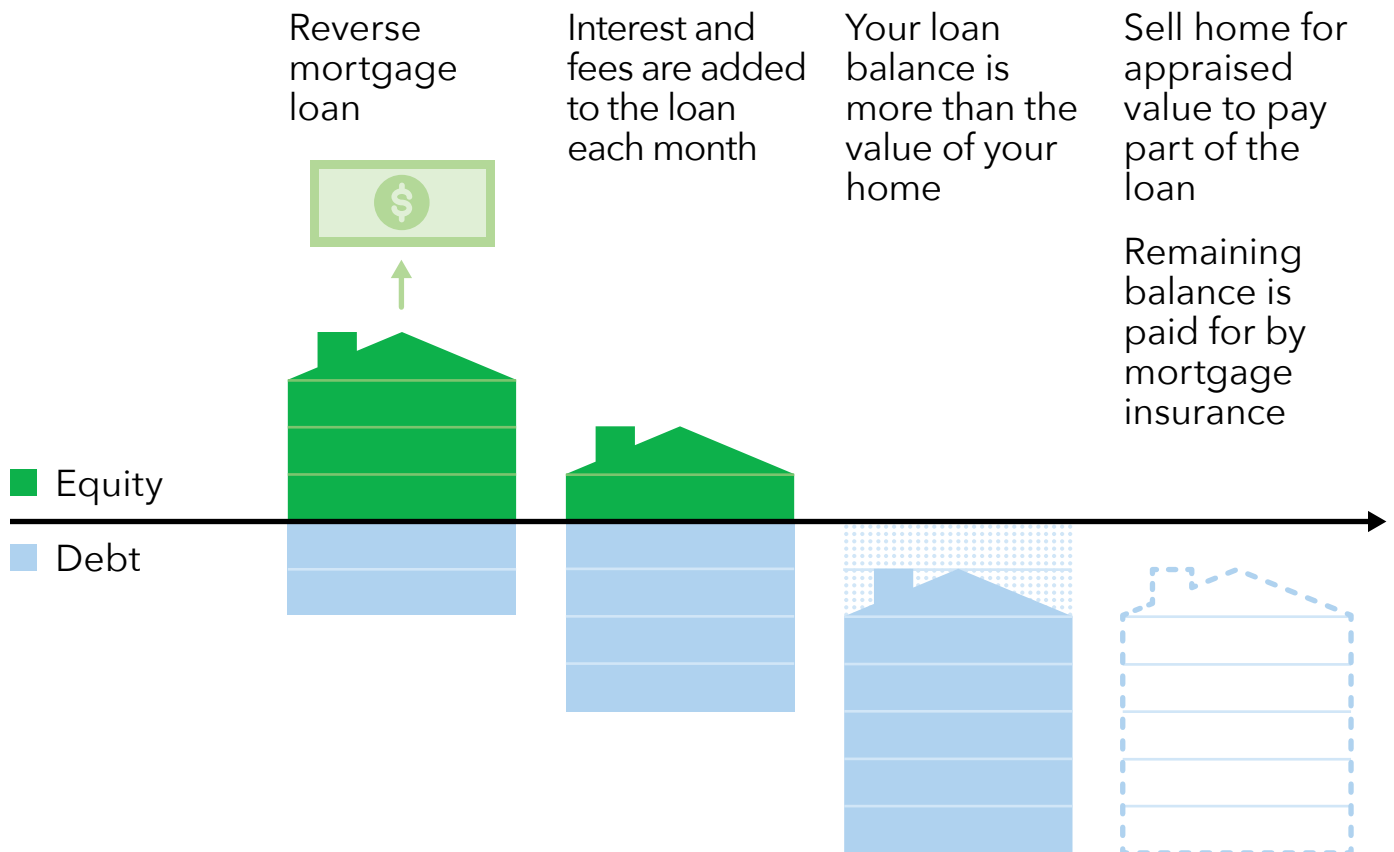 Reverse
mortgage
loan
Interest and
fees are added
to the loan
each month
Your loan
balance is
more than the
value of your
home
Sell home for
appraised
value to pay
part of the
loan
Remaining
balance is
paid for by
mortgage
insurance
$
Equity
Debt